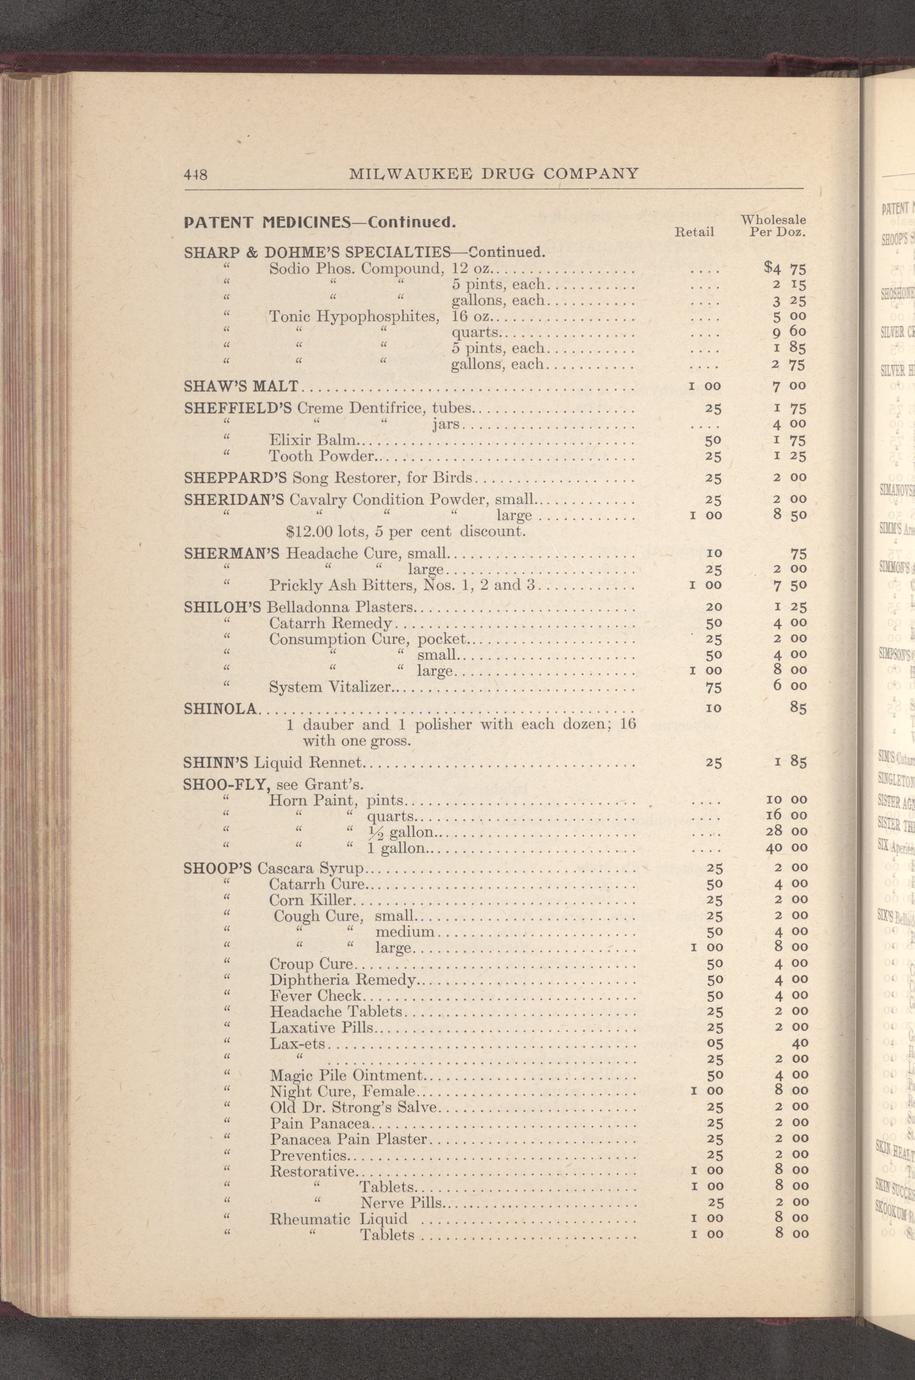 448 MILWAUKEE DRUG COMPANY
PATENT MEDICINES—Continued.
Retail Wholesale Per Doz.
SHARP & DOHME'S SPECIALTIES—Continued.
“ Sodio Phos. Compound, 12 oz. .... $4 75
“ “ “ 5 pints, each .... 2 15
“ “ “ gallons, each .... 3 25
“ Tonic Hypophosphites, 16 oz. .... 5 00
“ “ “ quarts .... 9 60
“ “ “ 5 pints, each .... 1 85
“ “ “ gallons, each .... 2 75
SHAW'S MALT 1 00 7 00
SHEFFIELD'S Creme Dentifrice, tubes 25 1 75
“ “ “ jars .... 4 00
“ Elixir Balm 50 1 75
“ Tooth Powder 25 1 25
SHEPPARD'S Song Restorer, for Birds 25 2 00
SHERIDAN'S Cavalry Condition Powder, small 25 2 00
“ “ “ “ large 1 00 8 50
$12.00 lots, 5 per cent discount.
SHERMAN'S Headache Cure, small 10 75
“ “ “ large 25 2 00
“ Prickly Ash Bitters, Nos. 1, 2 and 3 1 00 7 50
SHILOH'S Belladonna Plasters 20 1 25
“ Catarrh Remedy 50 4 00
“ Consumption Cure, pocket 25 2 00
“ “ “ small 50 4 00
“ “ “ large 1 00 8 00
“ System Vitalizer 75 6 00
SHINOLA 10 85
1 dauber and 1 polisher with each dozen; 16
with one gross.
SHINN'S Liquid Rennet 25 1 85
SHOO-FLY, see Grant's.
“ Horn Paint, pints .... 10 00
“ “ “ quarts .... 16 00
“ “ “ ½ gallon .... 28 00
“ “ “ 1 gallon .... 40 00
SHOOP'S Cascara Syrup 25 2 00
“ Catarrh Cure 50 4 00
“ Corn Killer 25 2 00
“ Cough Cure, small 25 2 00
“ “ “ medium 50 4 00
“ “ “ large 1 00 8 00
“ Croup Cure 50 4 00
“ Diphtheria Remedy 50 4 00
“ Fever Check 50 4 00
“ Headache Tablets 25 2 00
“ Laxative Pills 25 2 00
“ Lax-ets 05 40
“ “ 25 2 00
“ Magic Pile Ointment 50 4 00
“ Night Cure, Female 1 00 8 00
“ Old Dr. Strong's Salve 25 2 00
“ Pain Panacea 25 2 00
“ Panacea Pain Plaster 25 2 00
“ Preventics 25 2 00
“ Restorative 1 00 8 00
“ “ Tablets 1 00 8 00
“ “ Nerve Pills 25 2 00
“ Rheumatic Liquid 1 00 8 00
“ “ Tablets 1 00 8 00
PATENT
SHOOP'S
SILVER
SILVER
SIMM'S
SIMMON'S
SIMPSON'S
SIM'S
SINGLETON
SISTER
SISTER
SIX
SKIN
SKIN
SKOOKUM